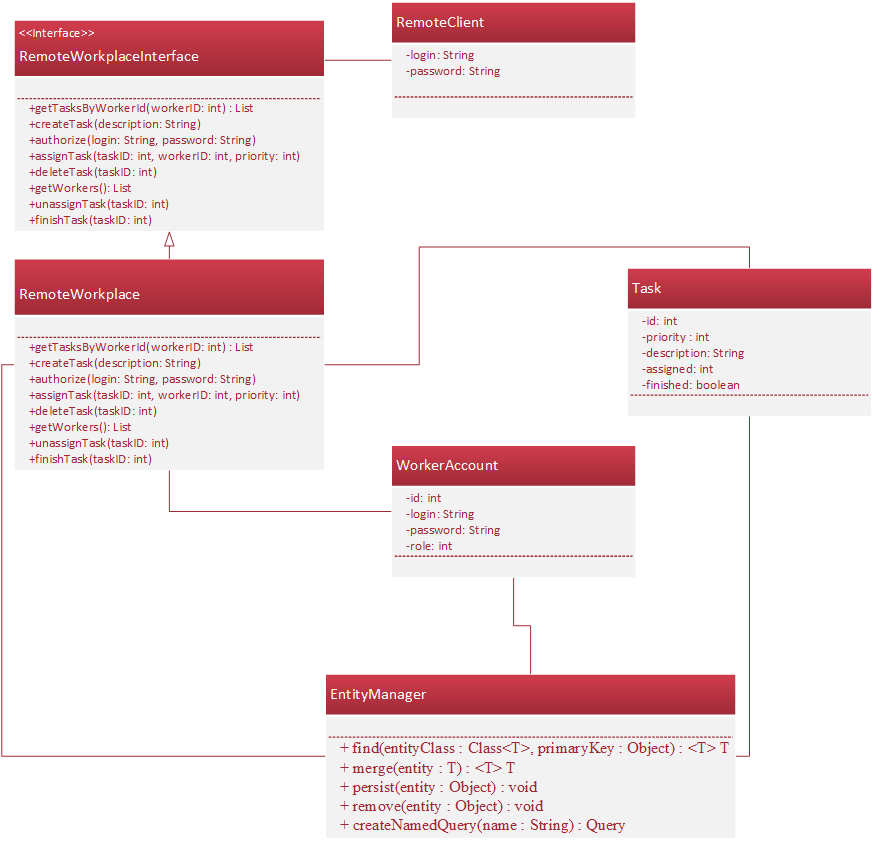 <<Interface>>
RemoteWorkplaceInterface
+getTasksByWorkerId(workerID: int) : List
+createTask(description: String)
+authorize(login: String, password: String)
+assignTask(taskID: int, workerID: int, priority: int)
+deleteTask(taskID: int)
+getWorkers(): List
+unassignTask(taskID: int)
+finishTask(taskID: int)
RemoteClient
-login: String
-password: String
RemoteWorkplace
+getTasksByWorkerId(workerID: int) : List
+createTask(description: String)
+authorize(login: String, password: String)
+assignTask(taskID: int, workerID: int, priority: int)
+deleteTask(taskID: int)
+getWorkers(): List
+unassignTask(taskID: int)
+finishTask(taskID: int)
Task
-id: int
-priority : int
-description: String
-assigned: int
-finished: boolean
WorkerAccount
-id: int
-login: String
-password: String
-role: int
EntityManager
+ find(entityClass : Class<T>, primaryKey : Object) : <T> T
+ merge(entity : T) : <T> T
+ persist(entity : Object) : void
+ remove(entity : Object) : void
+ createNamedQuery(name : String) : Query